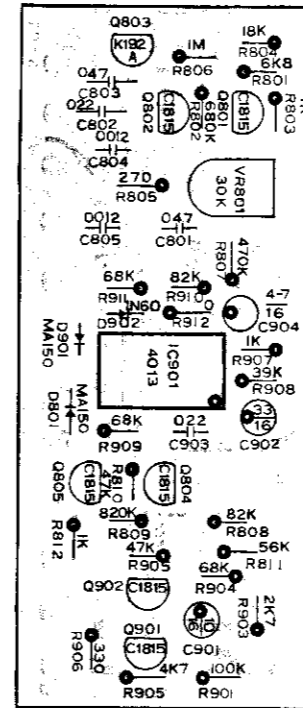 Q803
K192
A
1M
R806
18K
R804
6K8
R801
R803
047
C803
022
C802
0012
C804
Q802
C1815
R802
680K
Q801
C1815
270
R805
VR801
30K
0012
C805
047
C801
470K
R807
68K
R911
82K
R910
1N60
D902
0
R912
4-7
16
C904
D901
MA150
IC901
4013
1K
R907
39K
R908
D801
MA150
33
16
C902
68K
R909
022
C903
Q805
C1815
47K
R810
C1815
Q804
R812
1K
820K
R809
82K
R808
47K
R905
56K
R811
68K
R904
Q902
C1815
2K7
R903
10
16
C901
Q901
C1815
R906
330
4K7
R905
100K
R901